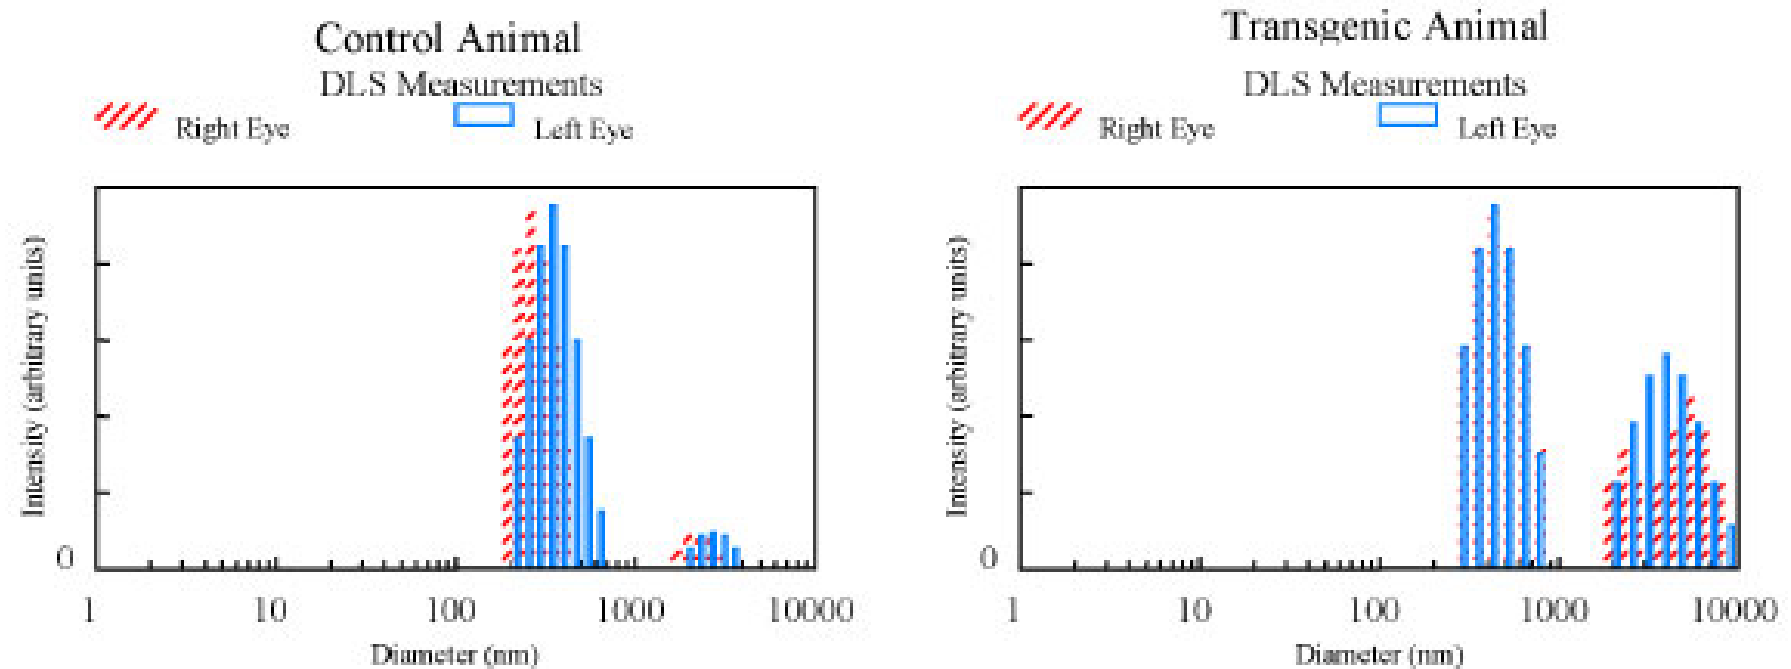 Control Animal
DLS Measurements
Right Eye
Left Eye
Intensity (arbitrary units)
0
1 10 100 1000 10000
Diameter (nm)
Transgenic Animal
DLS Measurements
Right Eye
Left Eye
Intensity (arbitrary units)
0
1 10 100 1000 10000
Diameter (nm)